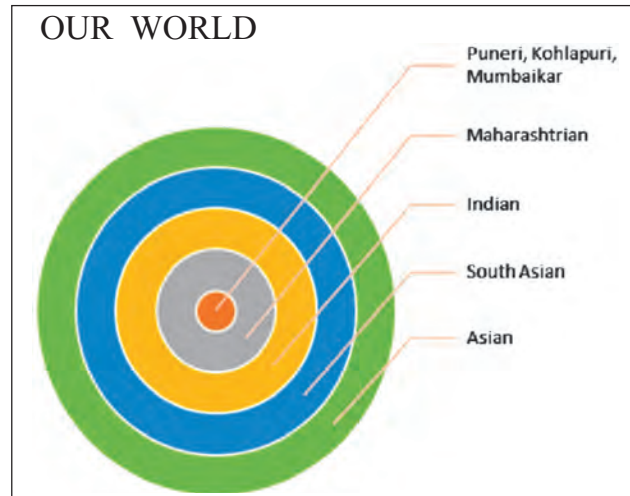 OUR WORLD
Puneri, Kohlapuri,
Mumbaikar
Maharashtrian
Indian
South Asian
Asian